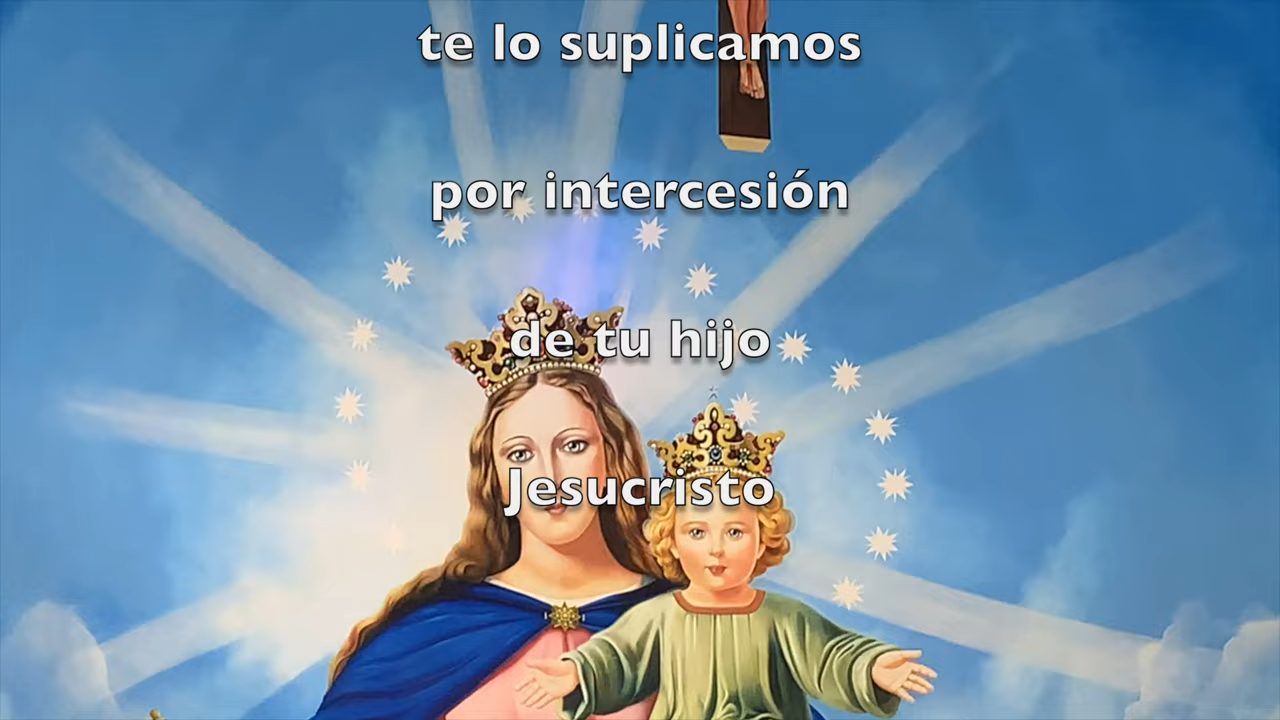 te lo suplicamos
por intercesión
de tu hijo
Jesucristo